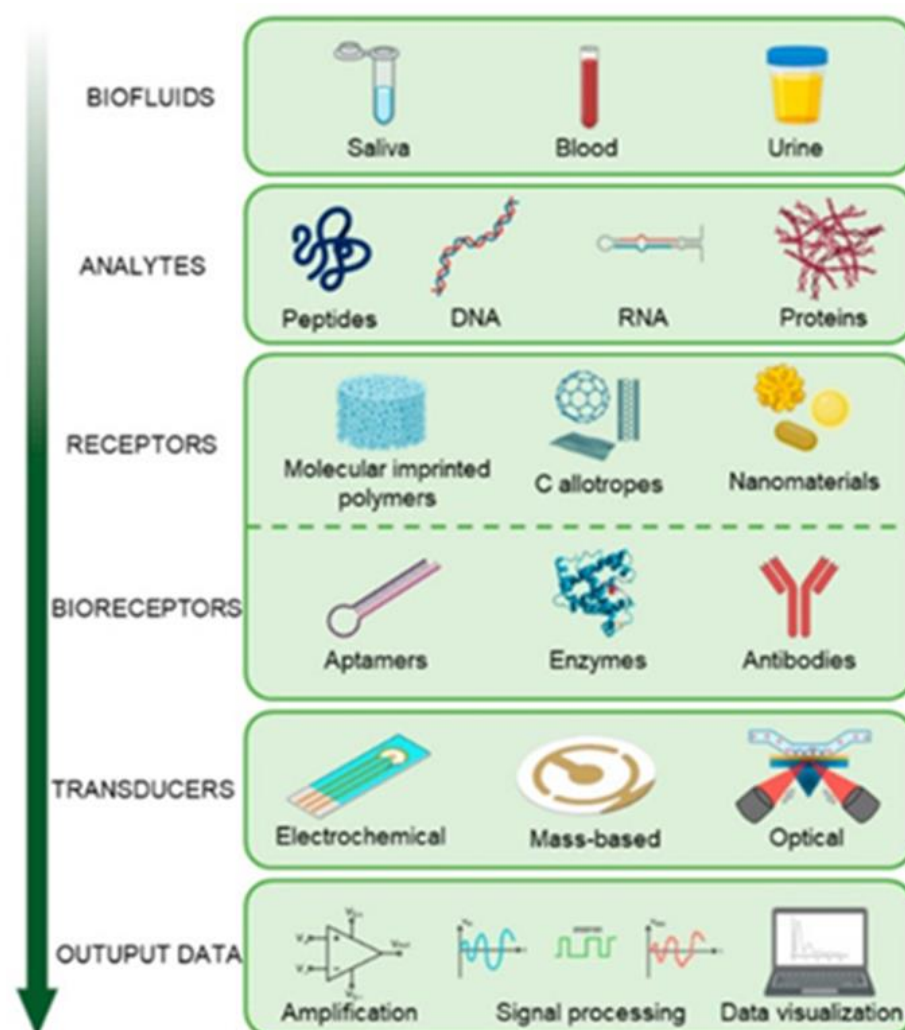 BIOFLUIDS
Saliva
Blood
Urine
ANALYTES
Peptides
DNA
RNA
Proteins
RECEPTORS
Molecular imprinted
polymers
C allotropes
Nanomaterials
BIORECEPTORS
Aptamers
Enzymes
Antibodies
TRANSDUCERS
Electrochemical
Mass-based
Optical
OUTUPUT DATA
Amplification
Signal processing
Data visualization